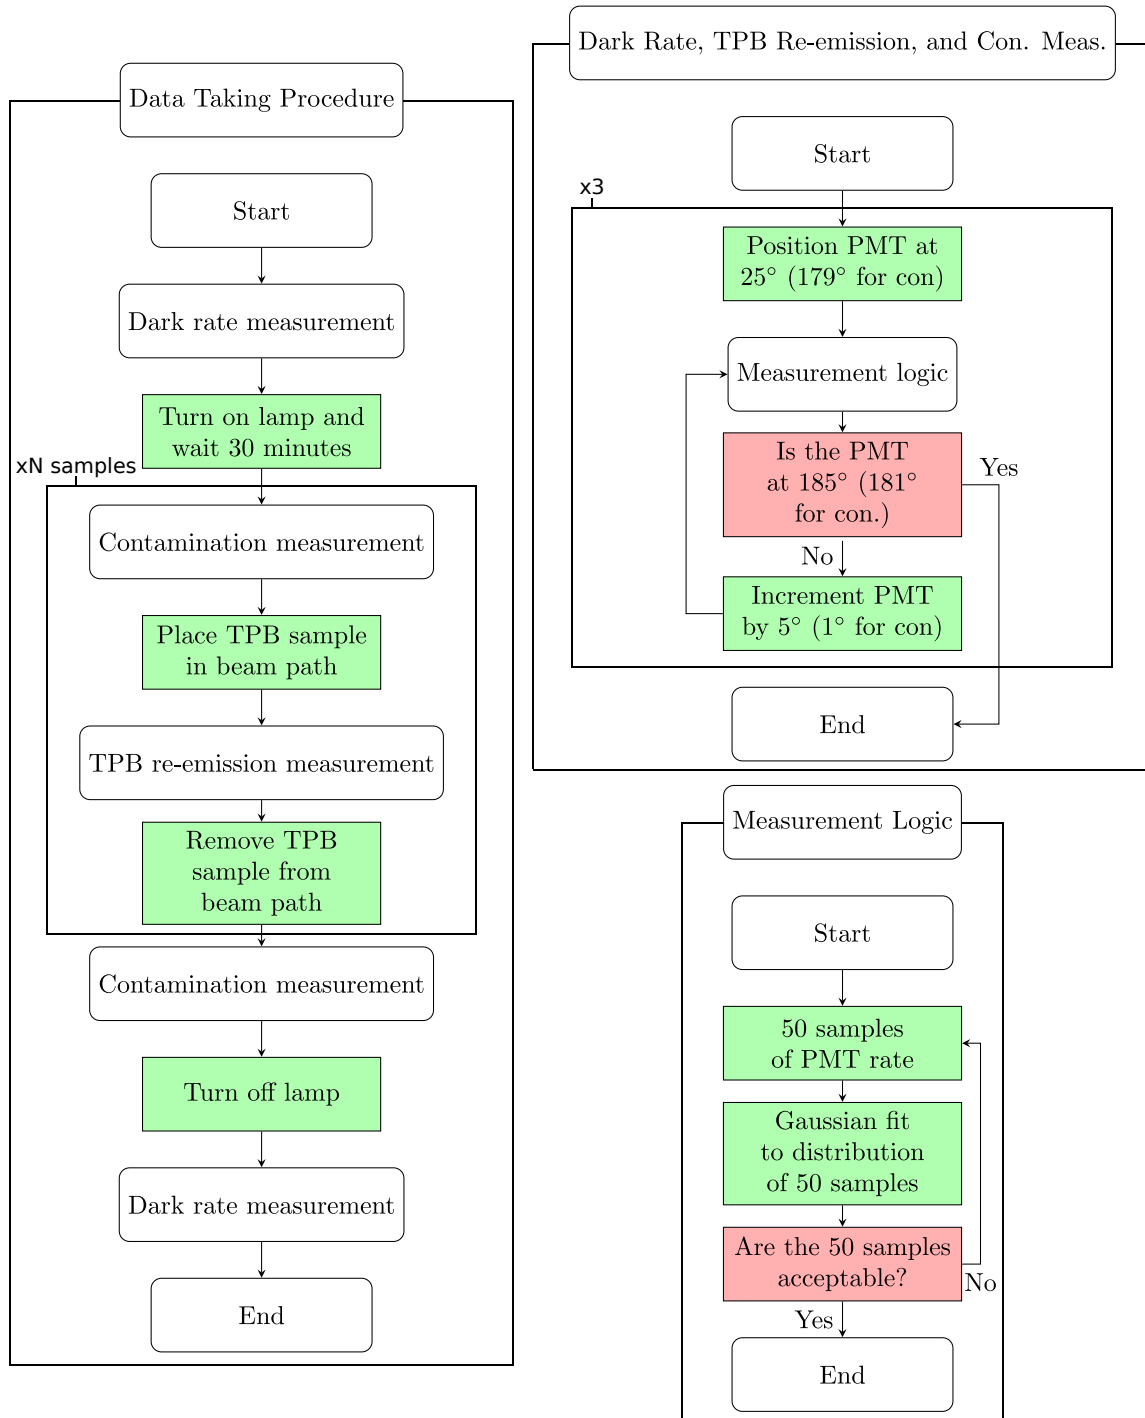 Data Taking Procedure
Start
Dark rate measurement
Turn on lamp and
wait 30 minutes
xN samples
Contamination measurement
Place TPB sample
in beam path
TPB re-emission measurement
Remove TPB
sample from
beam path
Contamination measurement
Turn off lamp
Dark rate measurement
End
Dark Rate, TPB Re-emission, and Con. Meas.
Start
x3
Position PMT at
25° (179° for con)
Measurement logic
Is the PMT
at 185° (181°
for con.)
Yes
No
Increment PMT
by 5° (1° for con)
End
Measurement Logic
Start
50 samples
of PMT rate
Gaussian fit
to distribution
of 50 samples
Are the 50 samples
acceptable?
No
Yes
End